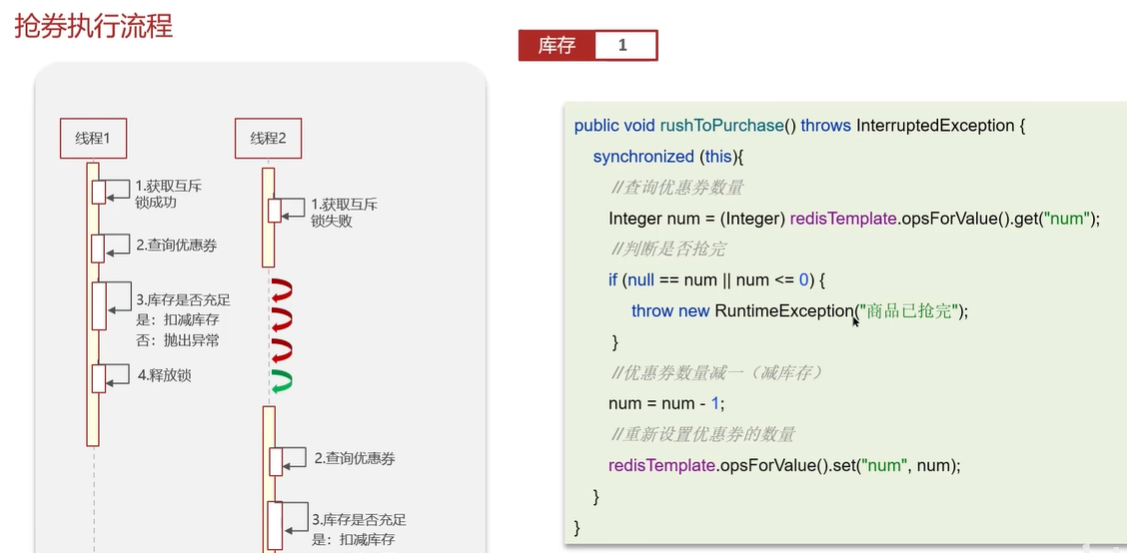 抢券执行流程
库存 1
线程1
线程2
1.获取互斥
锁成功
1.获取互斥
锁失败
2.查询优惠券
3.库存是否充足
是：扣减库存
否：抛出异常
4.释放锁
2.查询优惠券
3.库存是否充足
是：扣减库存
public void rushToPurchase() throws InterruptedException {
synchronized (this){
//查询优惠券数量
Integer num = (Integer) redisTemplate.opsForValue().get("num");
//判断是否抢完
if (null == num || num <= 0) {
throw new RuntimeException("商品已抢完");
}
//优惠券数量减一（减库存）
num = num - 1;
//重新设置优惠券的数量
redisTemplate.opsForValue().set("num", num);
}
}